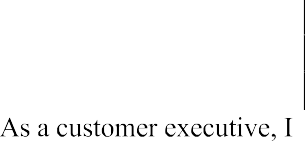 As a customer executive, I